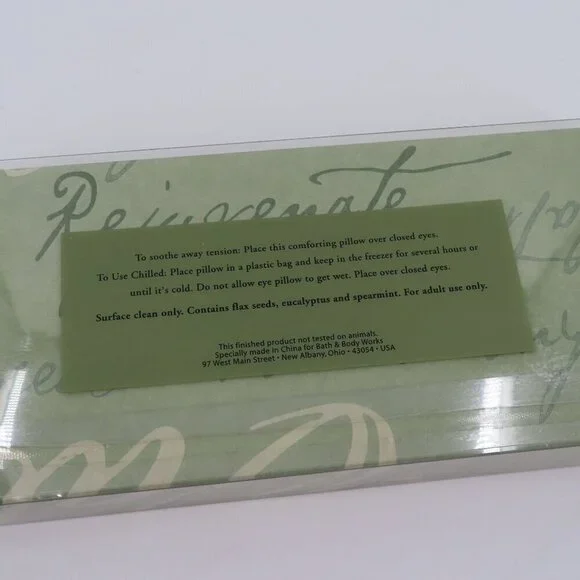 Rejuvenate
To soothe away tension: Place this comforting pillow over closed eyes.
To Use Chilled: Place pillow in a plastic bag and keep in the freezer for several hours or
until it's cold. Do not allow eye pillow to get wet. Place over closed eyes.
Surface clean only. Contains flax seeds, eucalyptus and spearmint. For adult use only.
This finished product not tested on animals.
Specially made in China for Bath & Body Works
97 West Main Street • New Albany, Ohio • 43054 • USA